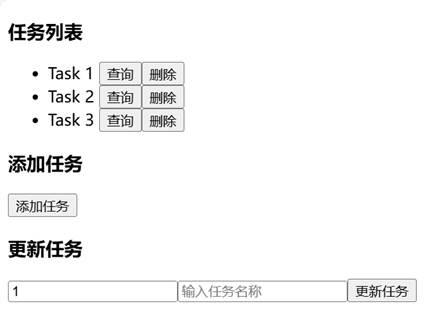 任务列表
Task 1 查询 删除
Task 2 查询 删除
Task 3 查询 删除
添加任务
添加任务
更新任务
1 输入任务名称 更新任务